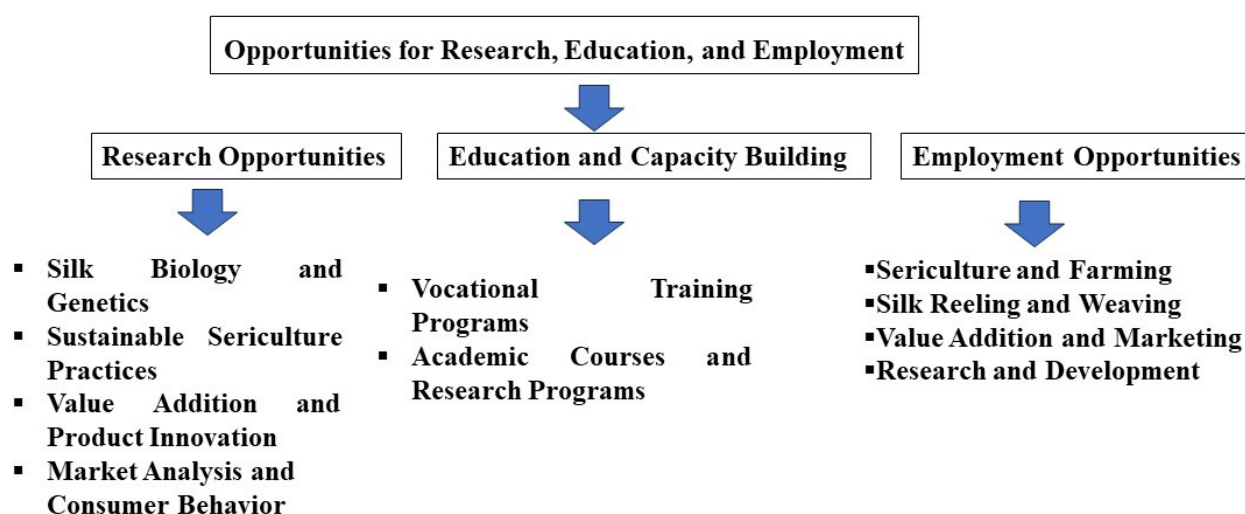 Opportunities for Research, Education, and Employment
Research Opportunities
Education and Capacity Building
Employment Opportunities
▪ Silk Biology and
Genetics
▪ Sustainable Sericulture
Practices
▪ Value Addition and
Product Innovation
▪ Market Analysis and
Consumer Behavior
▪ Vocational Training
Programs
▪ Academic Courses and
Research Programs
▪Sericulture and Farming
▪Silk Reeling and Weaving
▪Value Addition and Marketing
▪Research and Development